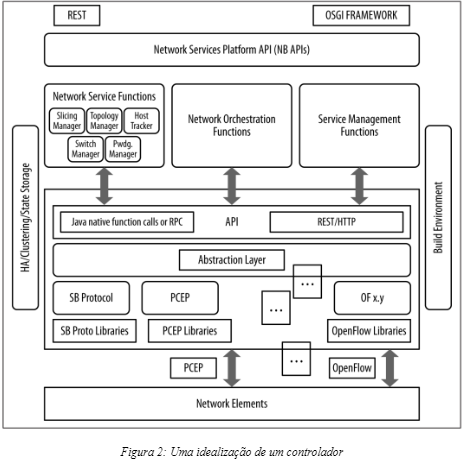 REST
OSGI FRAMEWORK
Network Services Platform API (NB APIs)
Network Service Functions
Slicing
Manager
Topology
Manager
Host
Tracker
Switch
Manager
Pwdg.
Manager
Network Orchestration
Functions
Service Management
Functions
HA/Clustering/State Storage
Build Environment
Java native function calls or RPC
API
REST/HTTP
Abstraction Layer
...
SB Protocol
PCEP
...
OF x.y
SB Proto Libraries
PCEP Libraries
OpenFlow Libraries
...
PCEP
OpenFlow
Network Elements
Figura 2: Uma idealização de um controlador